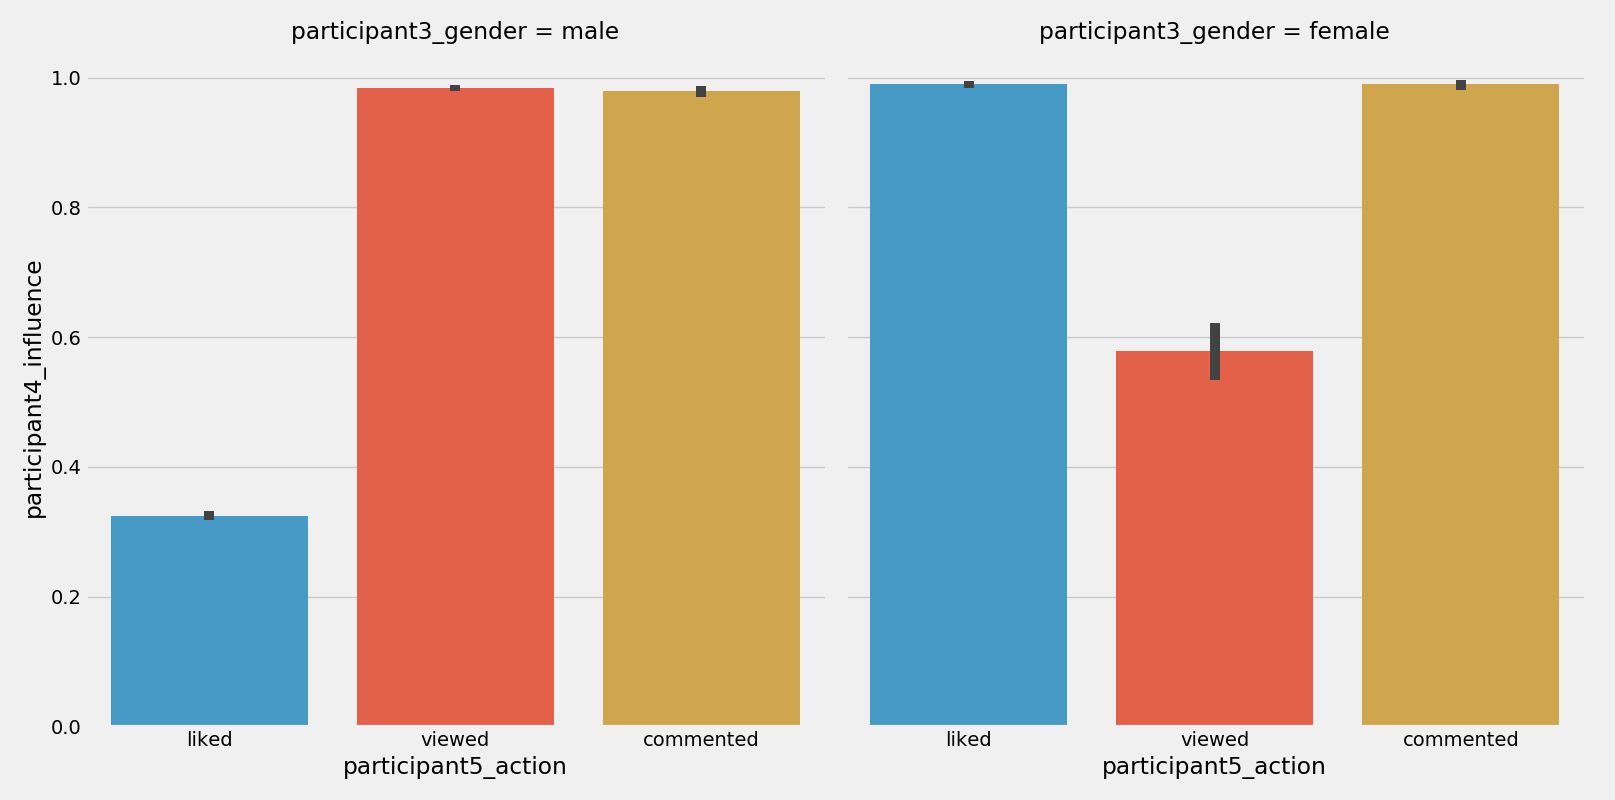 participant3_gender = male
participant3_gender = female
participant4_influence
1.0
0.8
0.6
0.4
0.2
0.0
liked viewed commented
liked viewed commented
participant5_action
participant5_action